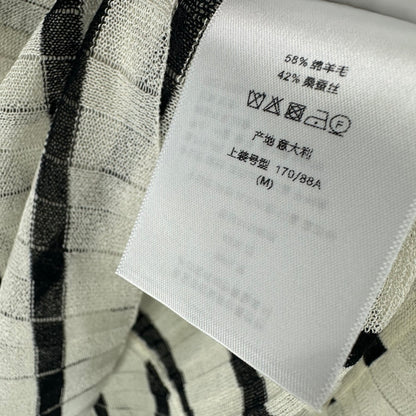 58% 绵羊毛
42% 桑蚕丝
F
产地 意大利
上装号型 170/88A
(M)